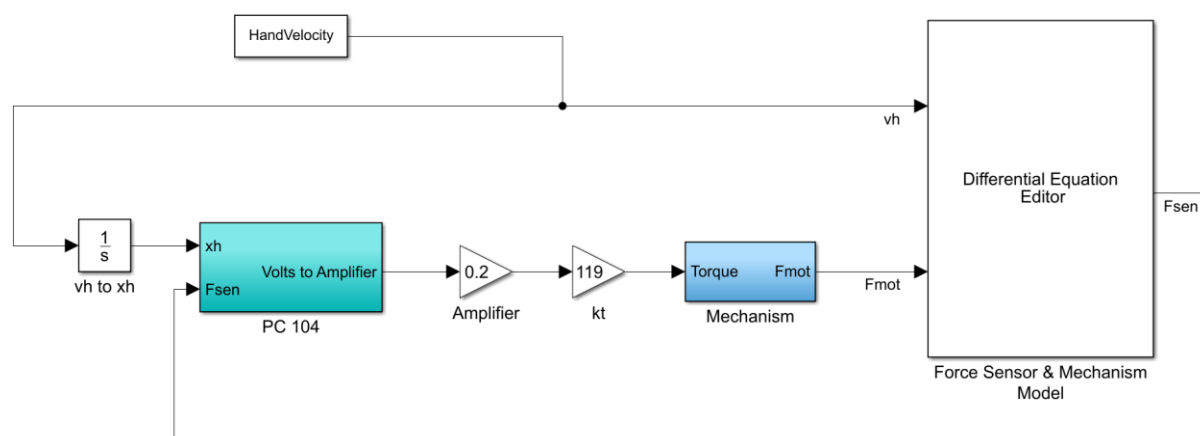 HandVelocity
vh
Differential Equation
Editor
Fsen
1
s
vh to xh
xh
Volts to Amplifier
Fsen
PC 104
0.2
Amplifier
119
kt
Torque Fmot
Mechanism
Fmot
Force Sensor & Mechanism
Model